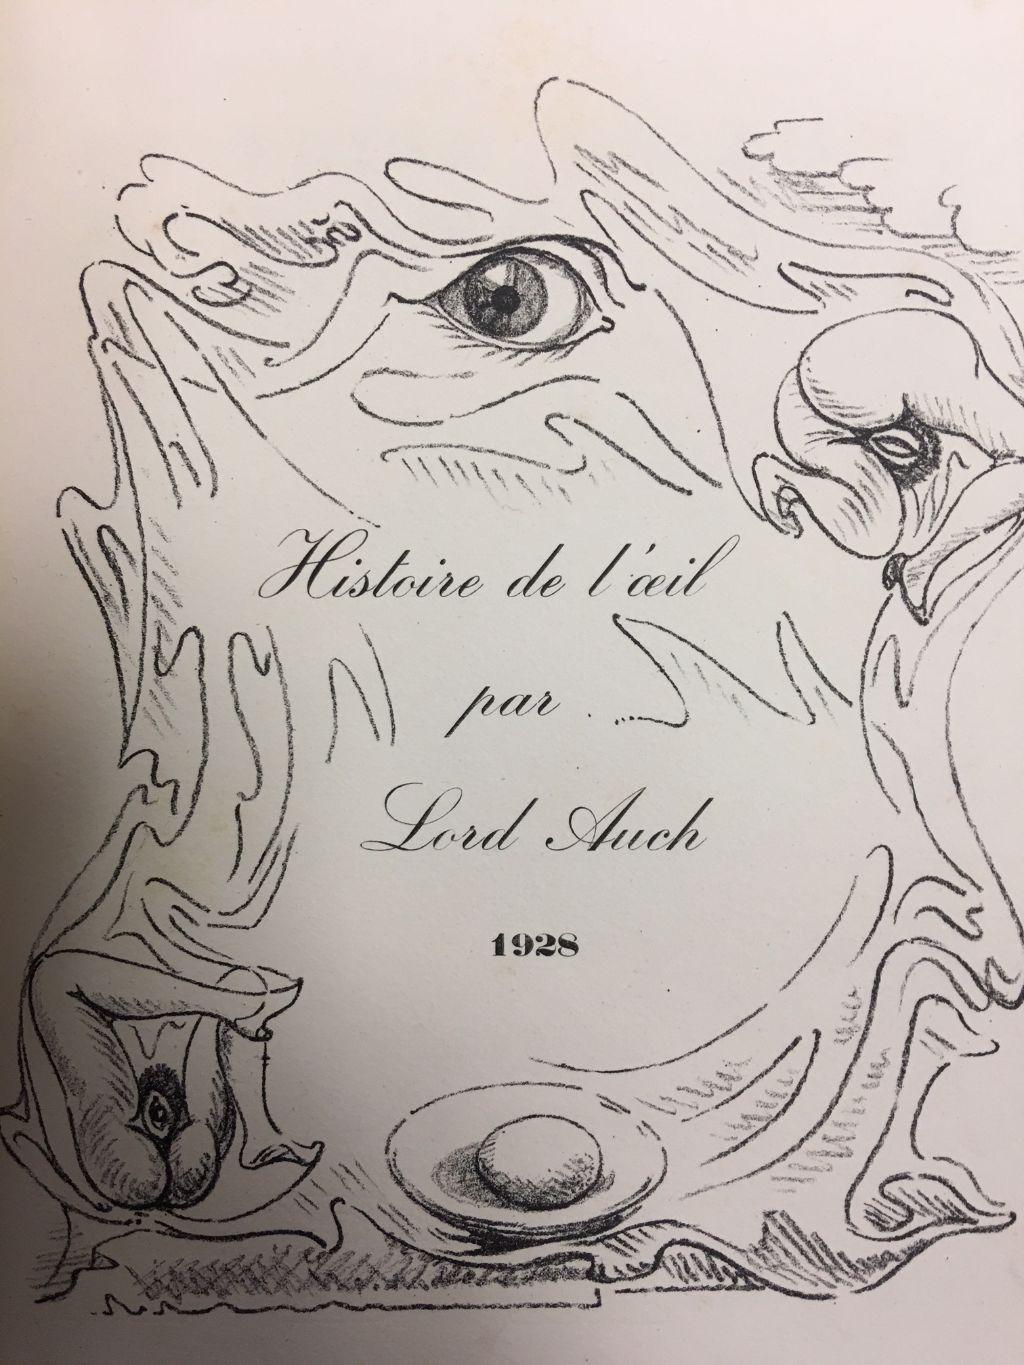 Histoire de l'œil
par
Lord Auch
1928